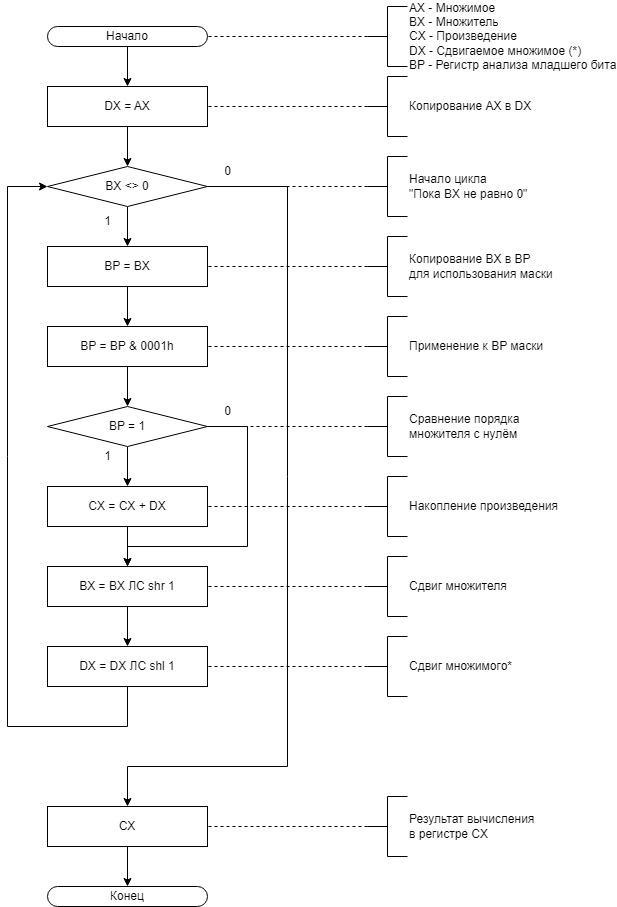 Начало
AX - Множимое
BX - Множитель
CX - Произведение
DX - Сдвигаемое множимое (*)
BP - Регистр анализа младшего бита
DX = AX
Копирование AX в DX
BX <> 0
0
Начало цикла
"Пока BX не равно 0"
1
BP = BX
Копирование BX в BP
для использования маски
BP = BP & 0001h
Применение к BP маски
BP = 1
0
Сравнение порядка
множителя с нулём
1
CX = CX + DX
Накопление произведения
BX = BX ЛС shr 1
Сдвиг множителя
DX = DX ЛС shl 1
Сдвиг множимого*
CX
Результат вычисления
в регистре CX
Конец